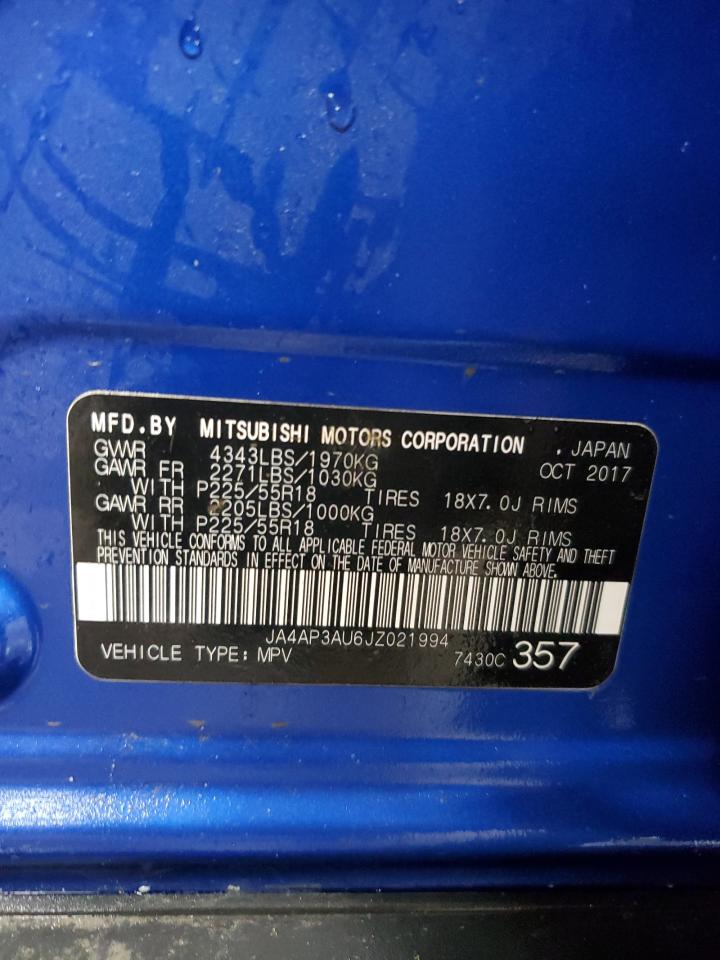 MFD.BY MITSUBISHI MOTORS CORPORATION . JAPAN
GVWR 4343LBS/1970KG OCT 2017
GAWR FR 2271LBS/1030KG
WITH P225/55R18 TIRES 18X7.0J RIMS
GAWR RR 2205LBS/1000KG
WITH P225/55R18 TIRES 18X7.0J RIMS
THIS VEHICLE CONFORMS TO ALL APPLICABLE FEDERAL MOTOR VEHICLE SAFETY AND THEFT
PREVENTION STANDARDS IN EFFECT ON THE DATE OF MANUFACTURE SHOWN ABOVE.
JA4AP3AU6JZ021994
VEHICLE TYPE: MPV 7430C 357